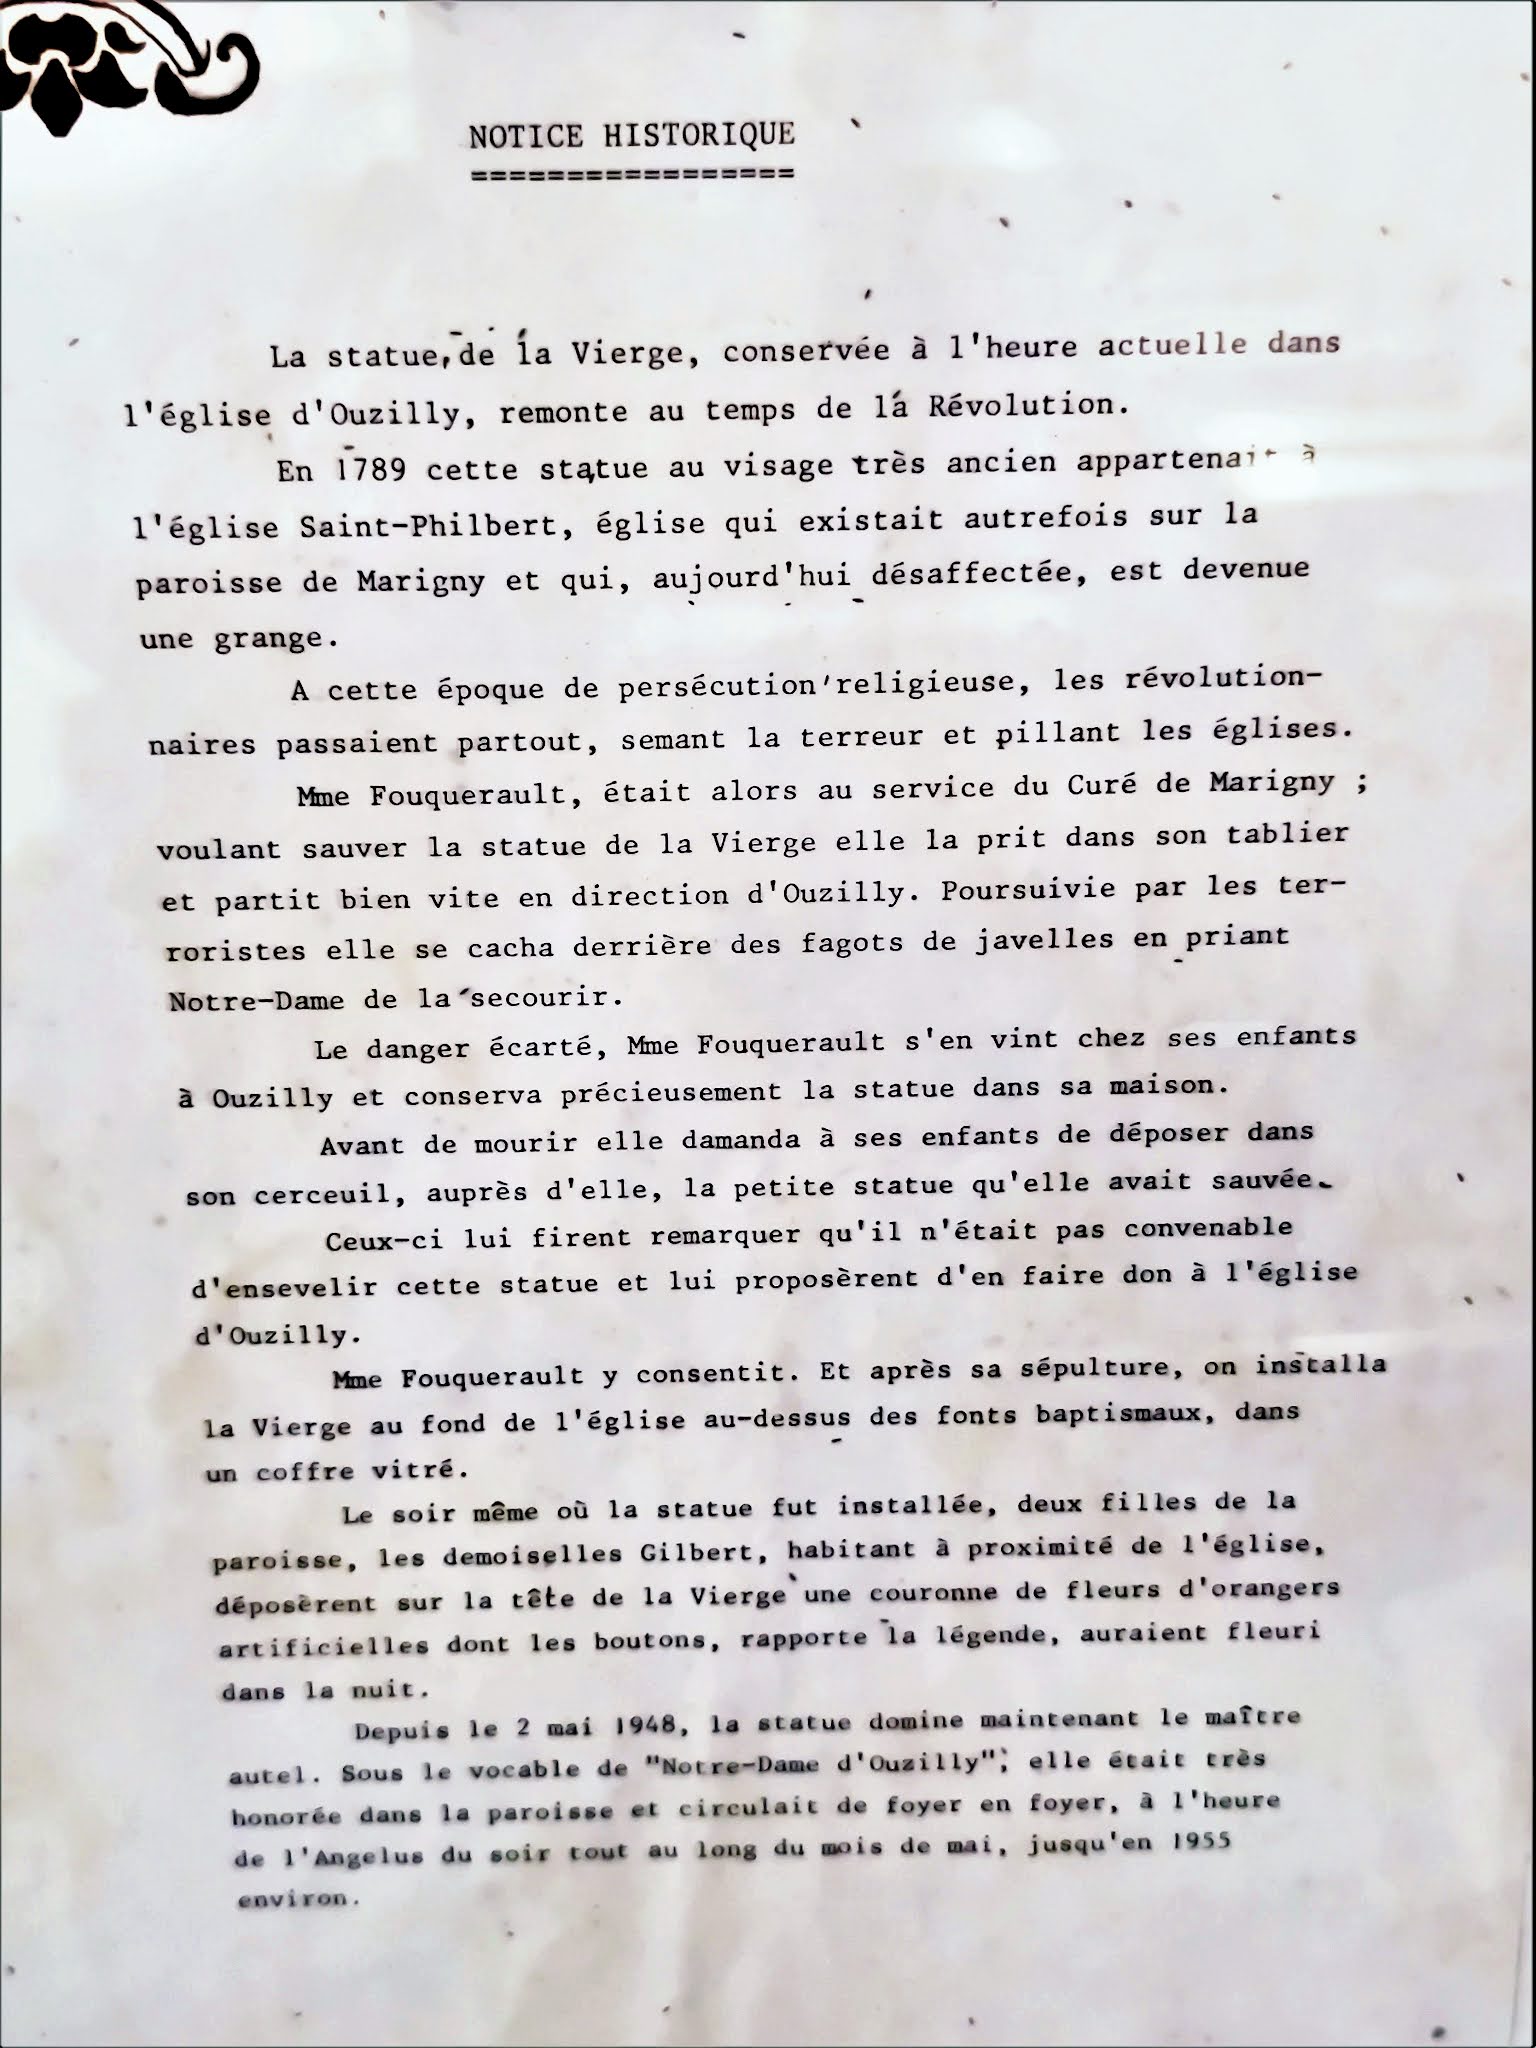 NOTICE HISTORIQUE
=================
La statue de la Vierge, conservée à l'heure actuelle dans
l'église d'Ouzilly, remonte au temps de la Révolution.
En 1789 cette statue au visage très ancien appartenait à
l'église Saint-Philbert, église qui existait autrefois sur la
paroisse de Marigny et qui, aujourd'hui désaffectée, est devenue
une grange.
A cette époque de persécution religieuse, les révolution-
naires passaient partout, semant la terreur et pillant les églises.
Mme Fouquerault, était alors au service du Curé de Marigny ;
voulant sauver la statue de la Vierge elle la prit dans son tablier
et partit bien vite en direction d'Ouzilly. Poursuivie par les ter-
roristes elle se cacha derrière des fagots de javelles en priant
Notre-Dame de la secourir.
Le danger écarté, Mme Fouquerault s'en vint chez ses enfants
à Ouzilly et conserva précieusement la statue dans sa maison.
Avant de mourir elle damanda à ses enfants de déposer dans
son cerceuil, auprès d'elle, la petite statue qu'elle avait sauvée.
Ceux-ci lui firent remarquer qu'il n'était pas convenable
d'ensevelir cette statue et lui proposèrent d'en faire don à l'église
d'Ouzilly.
Mme Fouquerault y consentit. Et après sa sépulture, on installa
la Vierge au fond de l'église au-dessus des fonts baptismaux, dans
un coffre vitré.
Le soir même où la statue fut installée, deux filles de la
paroisse, les demoiselles Gilbert, habitant à proximité de l'église,
déposèrent sur la tête de la Vierge une couronne de fleurs d'orangers
artificielles dont les boutons, rapporte la légende, auraient fleuri
dans la nuit.
Depuis le 2 mai 1948, la statue domine maintenant le maître
autel. Sous le vocable de "Notre-Dame d'Ouzilly", elle était très
honorée dans la paroisse et circulait de foyer en foyer, à l'heure
de l'Angelus du soir tout au long du mois de mai, jusqu'en 1955
environ.